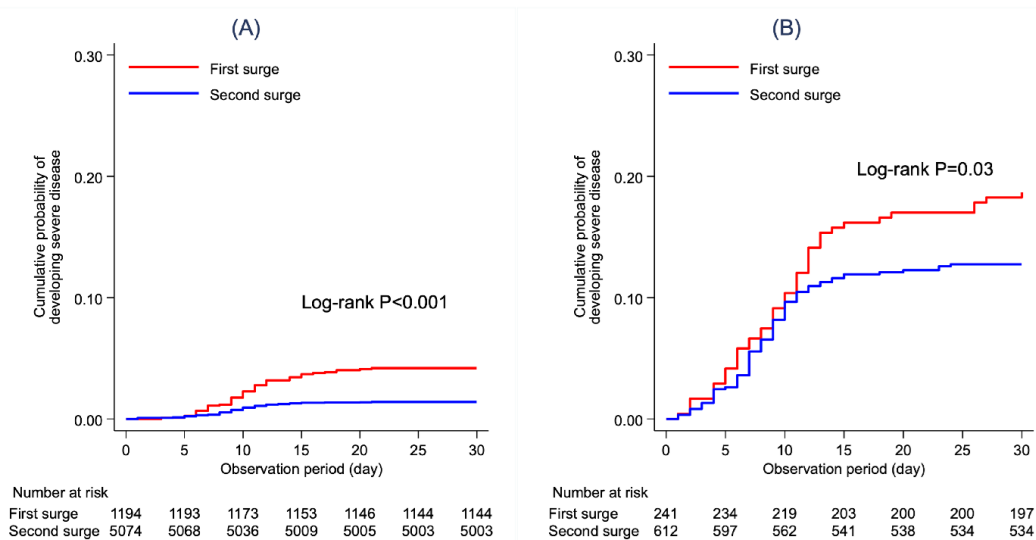 (A)
0.30
0.20
0.10
0.00
Cumulative probability of
developing severe disease
First surge
Second surge
Log-rank P<0.001
0 5 10 15 20 25 30
Observation period (day)
Number at risk
First surge 1194 1193 1173 1153 1146 1144 1144
Second surge 5074 5068 5036 5009 5005 5003 5003
(B)
0.30
0.20
0.10
0.00
Cumulative probability of
developing severe disease
First surge
Second surge
Log-rank P=0.03
0 5 10 15 20 25 30
Observation period (day)
Number at risk
First surge 241 234 219 203 200 200 197
Second surge 612 597 562 541 538 534 534